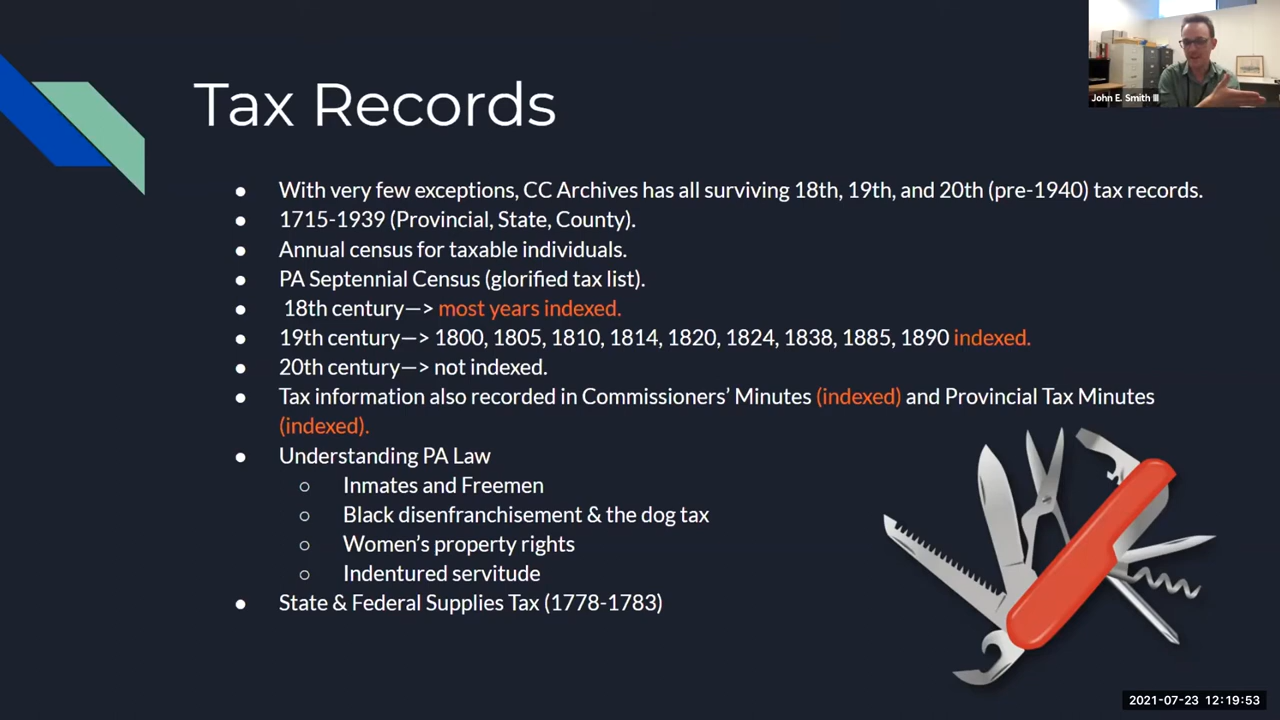 John E. Smith III
Tax Records
● With very few exceptions, CC Archives has all surviving 18th, 19th, and 20th (pre-1940) tax records.
● 1715-1939 (Provincial, State, County).
● Annual census for taxable individuals.
● PA Septennial Census (glorified tax list).
● 18th century—> most years indexed.
● 19th century—> 1800, 1805, 1810, 1814, 1820, 1824, 1838, 1885, 1890 indexed.
● 20th century—> not indexed.
● Tax information also recorded in Commissioners’ Minutes (indexed) and Provincial Tax Minutes
(indexed).
● Understanding PA Law
○ Inmates and Freemen
○ Black disenfranchisement & the dog tax
○ Women’s property rights
○ Indentured servitude
● State & Federal Supplies Tax (1778-1783)
2021-07-23 12:19:53